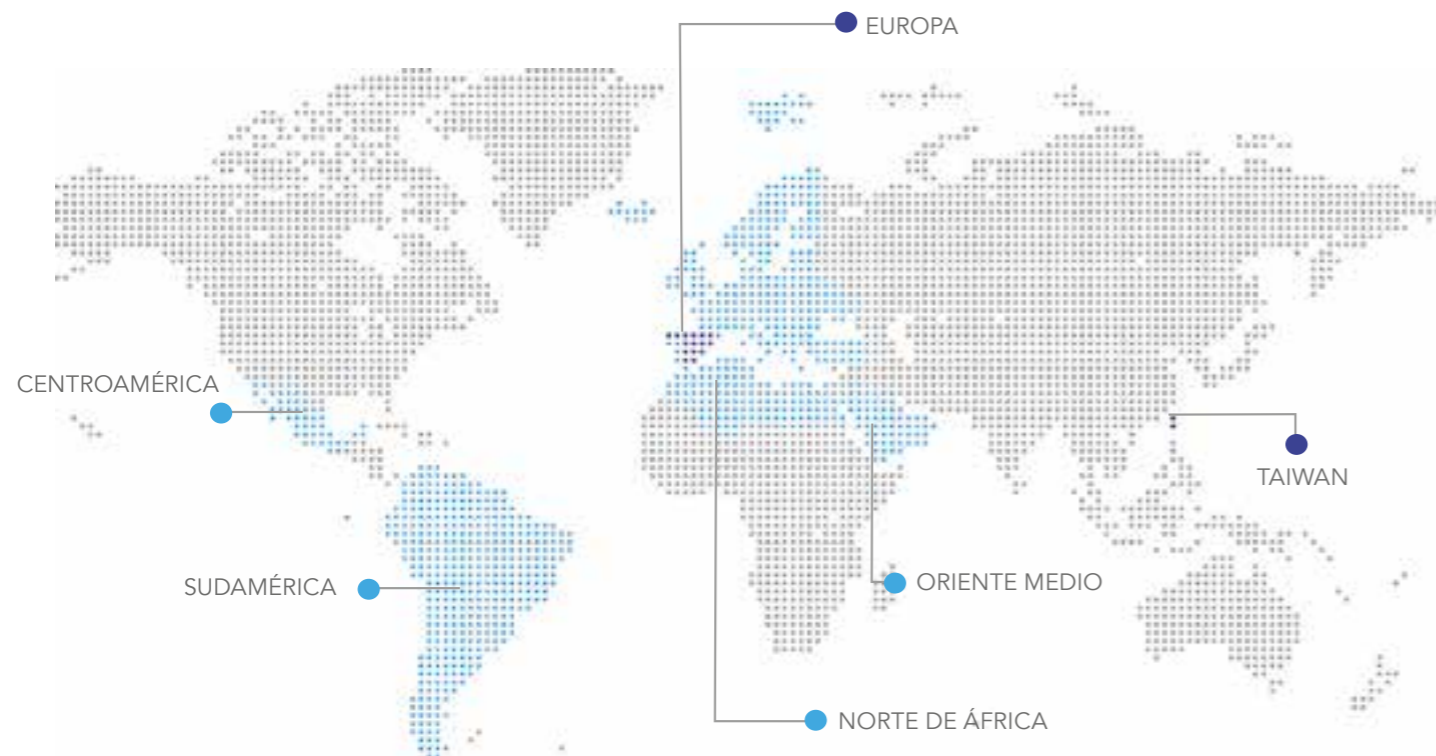 EUROPA
CENTROAMÉRICA
TAIWAN
SUDAMÉRICA
ORIENTE MEDIO
NORTE DE ÁFRICA